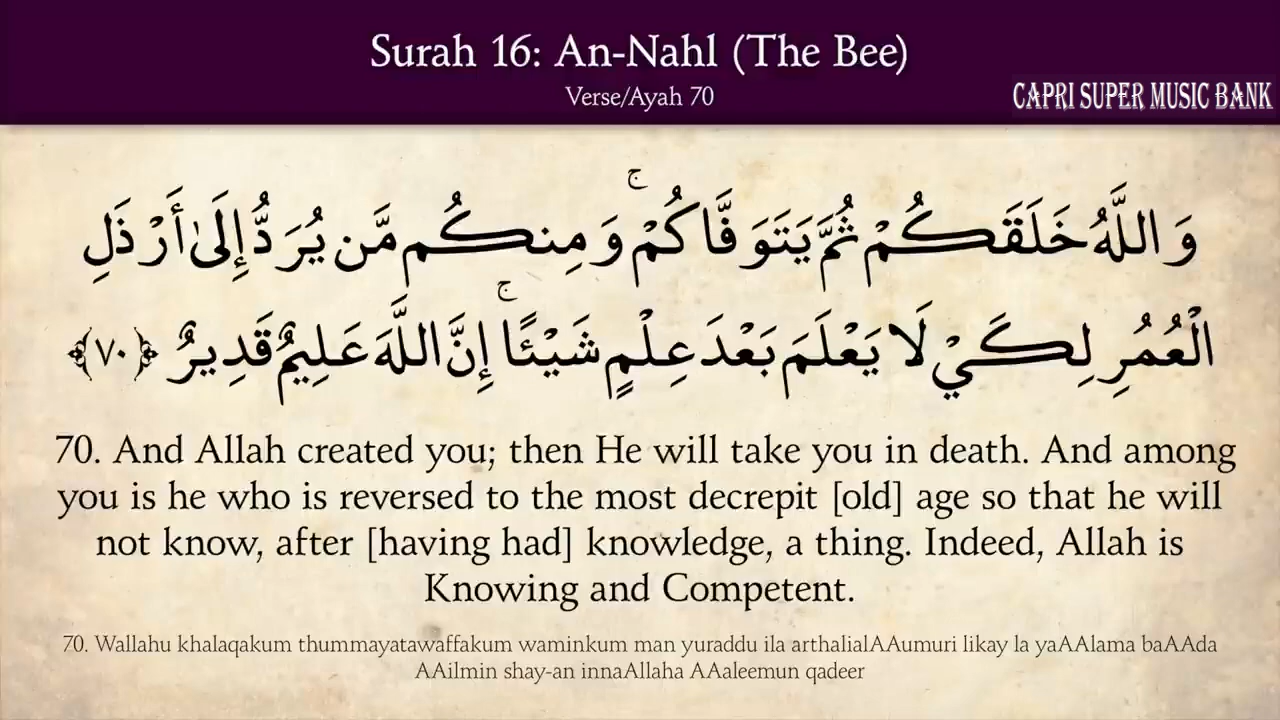 Surah 16: An-Nahl (The Bee)
Verse/Ayah 70
CAPRI SUPER MUSIC BANK
وَاللَّهُ خَلَقَكُمْ ثُمَّ يَتَوَفَّاكُمْ ۚ وَمِنكُم مَّن يُرَدُّ إِلَىٰ أَرْذَلِ
الْعُمُرِ لِكَيْ لَا يَعْلَمَ بَعْدَ عِلْمٍ شَيْئًا ۚ إِنَّ اللَّهَ عَلِيمٌ قَدِيرٌ ﴿٧٠﴾
70. And Allah created you; then He will take you in death. And among
you is he who is reversed to the most decrepit [old] age so that he will
not know, after [having had] knowledge, a thing. Indeed, Allah is
Knowing and Competent.
70. Wallahu khalaqakum thummayatawaffakum waminkum man yuraddu ila arthalialAAumuri likay la yaAAlama baAAda
AAilmin shay-an innaAllaha AAaleemun qadeer